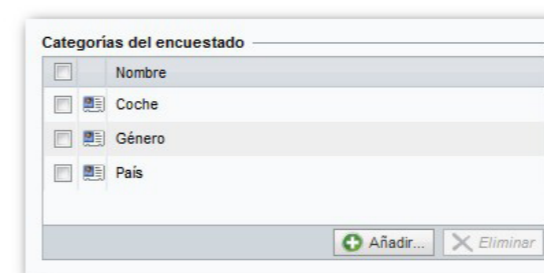 Categorías del encuestado
Nombre
Coche
Género
País
Añadir... Eliminar